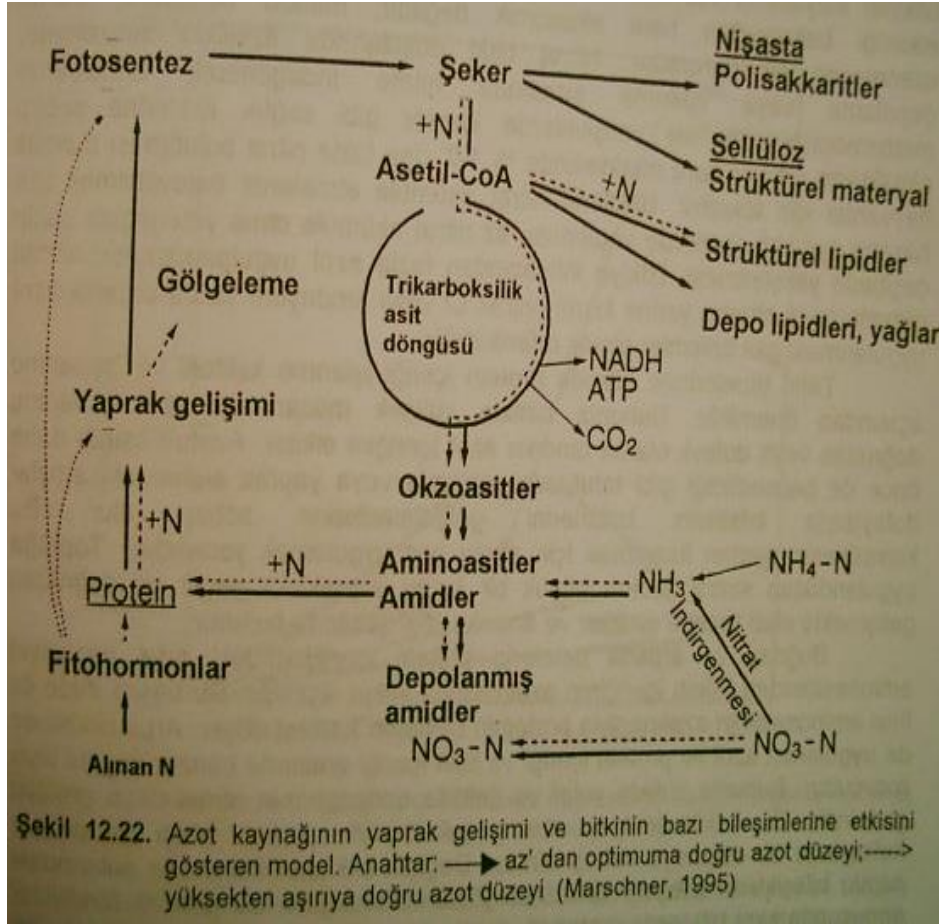 Fotosentez
Şeker
Nişasta
Polisakkaritler
+N
Asetil-CoA
Sellüloz
Strüktürel materyal
+N
Strüktürel lipidler
Depo lipidleri, yağlar
Gölgeleme
Trikarboksilik
asit
döngüsü
NADH
ATP
CO2
Yaprak gelişimi
Okzoasitler
+N
+N
Aminoasitler
Amidler
NH3
NH4-N
Protein
Nitrat
İndirgenmesi
Fitohormonlar
Depolanmış
amidler
NO3-N
NO3-N
Alınan N
Şekil 12.22. Azot kaynağının yaprak gelişimi ve bitkinin bazı bileşimlerine etkisini
gösteren model. Anahtar: az' dan optimuma doğru azot düzeyi;
yüksekten aşırıya doğru azot düzeyi (Marschner, 1995)